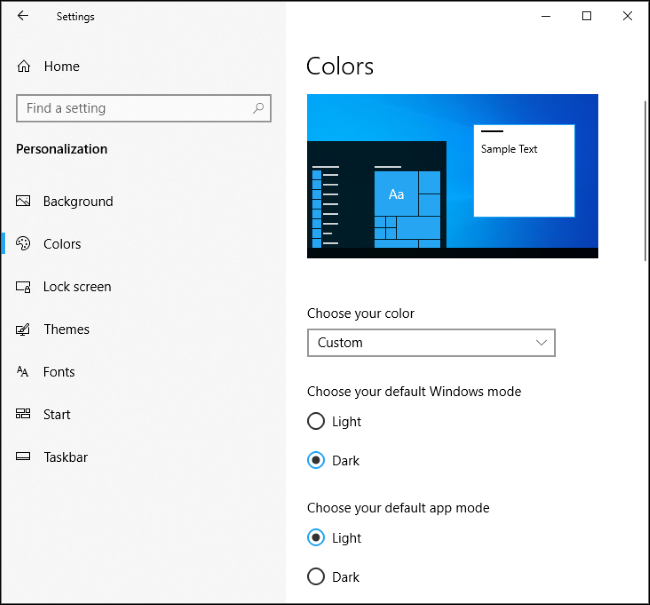 Settings
Home
Find a setting
Personalization
Background
Colors
Lock screen
Themes
Fonts
Start
Taskbar
Colors
Sample Text
Aa
Choose your color
Custom
Choose your default Windows mode
Light
Dark
Choose your default app mode
Light
Dark